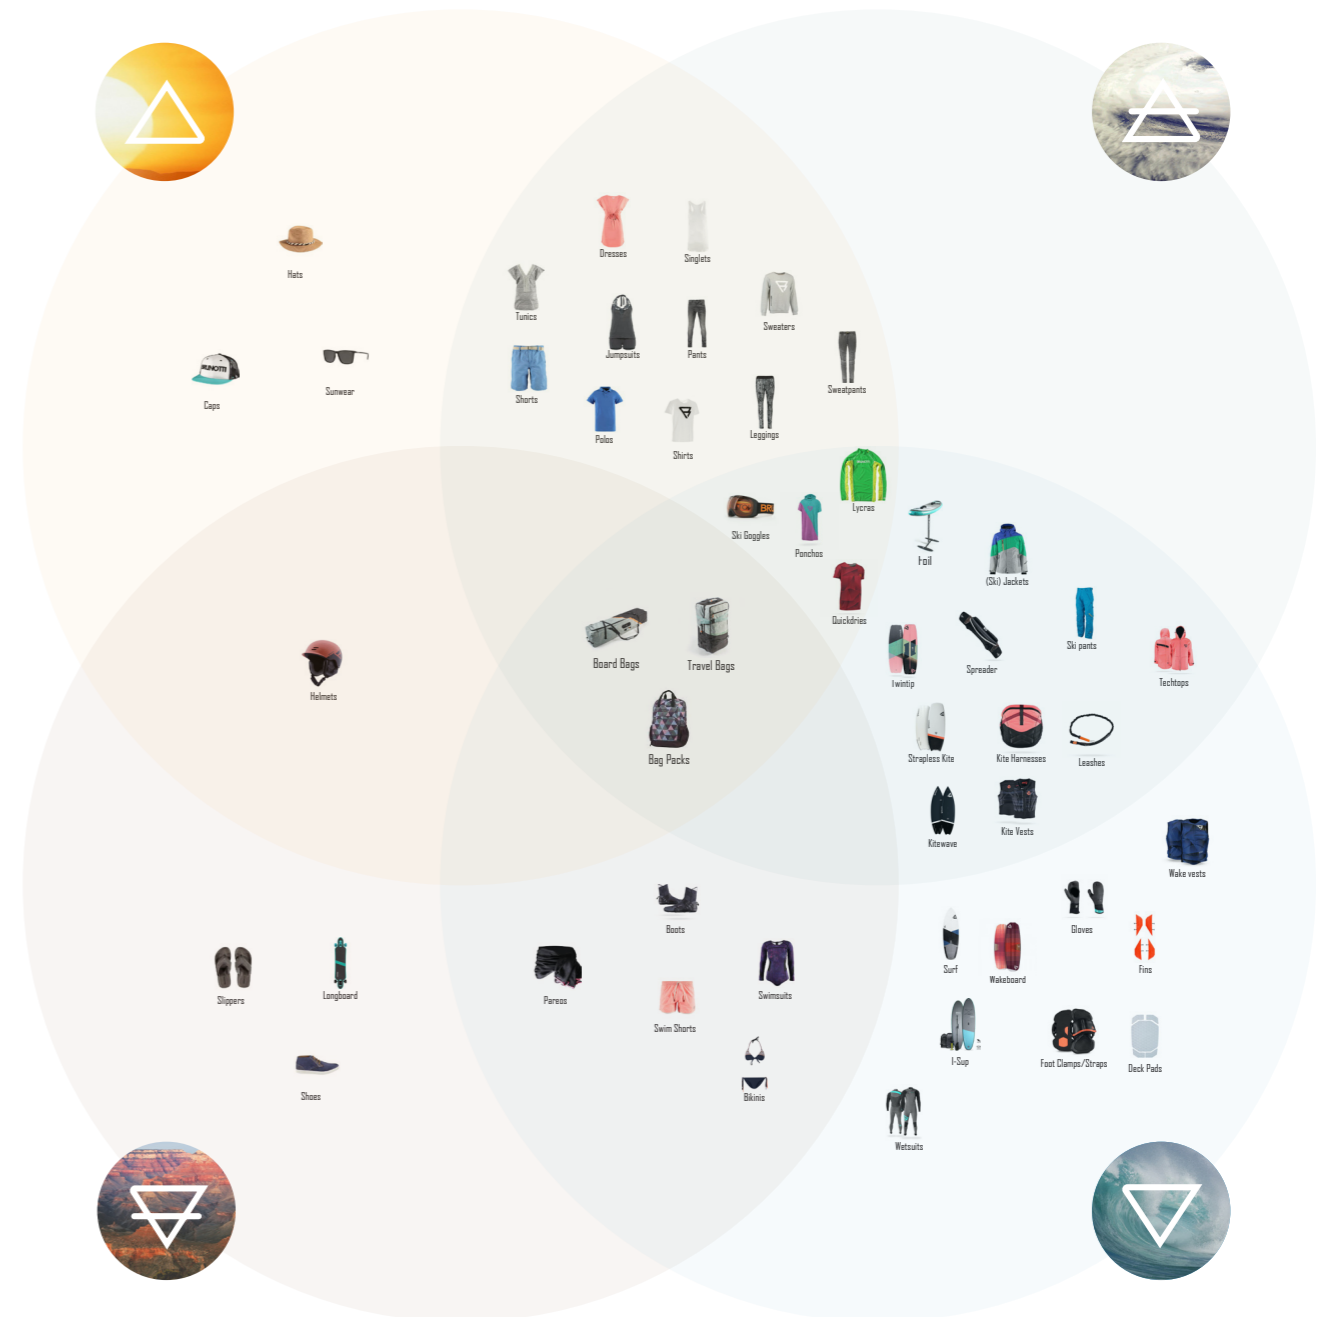 Hats
BRUNOTTI
Caps
Sunwear
Dresses
Singlets
Tunics
Jumpsuits
Pants
Sweaters
Shorts
Polos
Shirts
Leggings
Sweatpants
BRU
Ski Goggles
Ponchos
Lycras
Foil
(Ski) Jackets
Quickdries
Board Bags
Travel Bags
Bag Packs
Helmets
Twintip
Spreader
Ski pants
Techtops
Strapless Kite
Kite Harnesses
Leashes
Kitewave
Kite Vests
Wake vests
Boots
Pareos
Swim Shorts
Swimsuits
Bikinis
Gloves
Surf
Wakeboard
Fins
I-Sup
Foot Clamps/Straps
Deck Pads
Wetsuits
Slippers
Longboard
Shoes